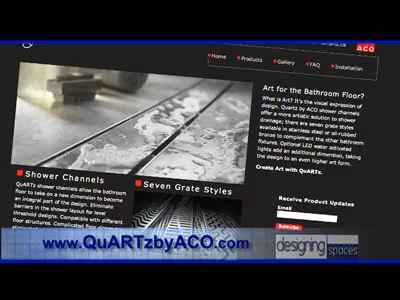 ACO
Home
Products
Gallery
FAQ
Installation
Art for the Bathroom Floor?
What is Art? It's the visual expression of
design. Quartz by ACO shower channels
offer a more artistic solution to shower
drainage; there are seven grate styles
available in stainless steel or oil-rubbed
bronze to complement the other bathroom
fixtures. Optional LED water activated
lights add an additional dimension, taking
the design to an even higher art form.
Create Art with QuARTz.
Shower Channels
QuARTz shower channels allow the bathroom
floor to take on a new dimension to become
an integral part of the design. Eliminate
barriers in the shower layout for level
threshold designs. Compatible with different
floor structures. Complicated floor
Seven Grate Styles
Receive Product Updates
Email
Subscribe
www.QuARTzbyACO.com
designing
spaces